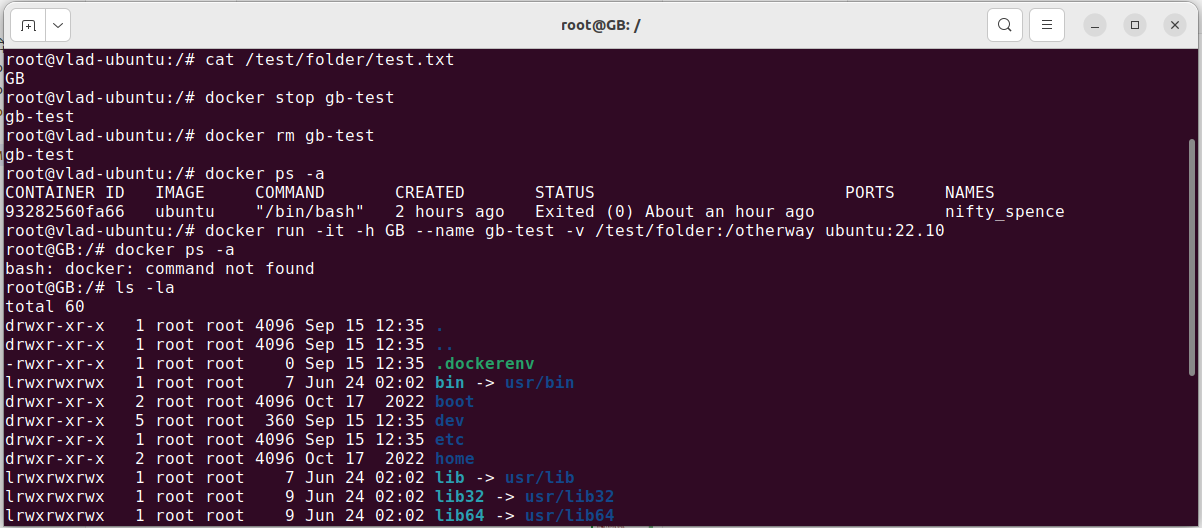 root@GB: /
root@vlad-ubuntu:/# cat /test/folder/test.txt
GB
root@vlad-ubuntu:/# docker stop gb-test
gb-test
root@vlad-ubuntu:/# docker rm gb-test
gb-test
root@vlad-ubuntu:/# docker ps -a
CONTAINER ID   IMAGE     COMMAND       CREATED       STATUS                         PORTS     NAMES
93282560fa66   ubuntu    "/bin/bash"   2 hours ago   Exited (0) About an hour ago             nifty_spence
root@vlad-ubuntu:/# docker run -it -h GB --name gb-test -v /test/folder:/otherway ubuntu:22.10
root@GB:/# docker ps -a
bash: docker: command not found
root@GB:/# ls -la
total 60
drwxr-xr-x   1 root root 4096 Sep 15 12:35 .
drwxr-xr-x   1 root root 4096 Sep 15 12:35 ..
-rwxr-xr-x   1 root root    0 Sep 15 12:35 .dockerenv
lrwxrwxrwx   1 root root    7 Jun 24 02:02 bin -> usr/bin
drwxr-xr-x   2 root root 4096 Oct 17  2022 boot
drwxr-xr-x   5 root root  360 Sep 15 12:35 dev
drwxr-xr-x   1 root root 4096 Sep 15 12:35 etc
drwxr-xr-x   2 root root 4096 Oct 17  2022 home
lrwxrwxrwx   1 root root    7 Jun 24 02:02 lib -> usr/lib
lrwxrwxrwx   1 root root    9 Jun 24 02:02 lib32 -> usr/lib32
lrwxrwxrwx   1 root root    9 Jun 24 02:02 lib64 -> usr/lib64